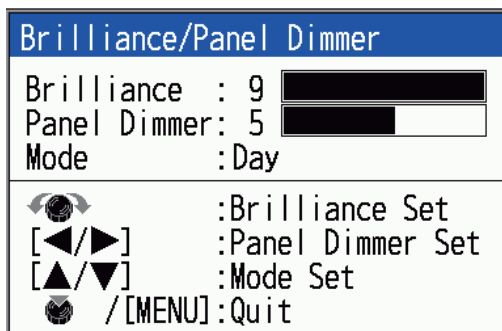 Brilliance/Panel Dimmer
Brilliance : 9
Panel Dimmer: 5
Mode :Day
:Brilliance Set
[◀/▶] :Panel Dimmer Set
[▲/▼] :Mode Set
/[MENU]:Quit